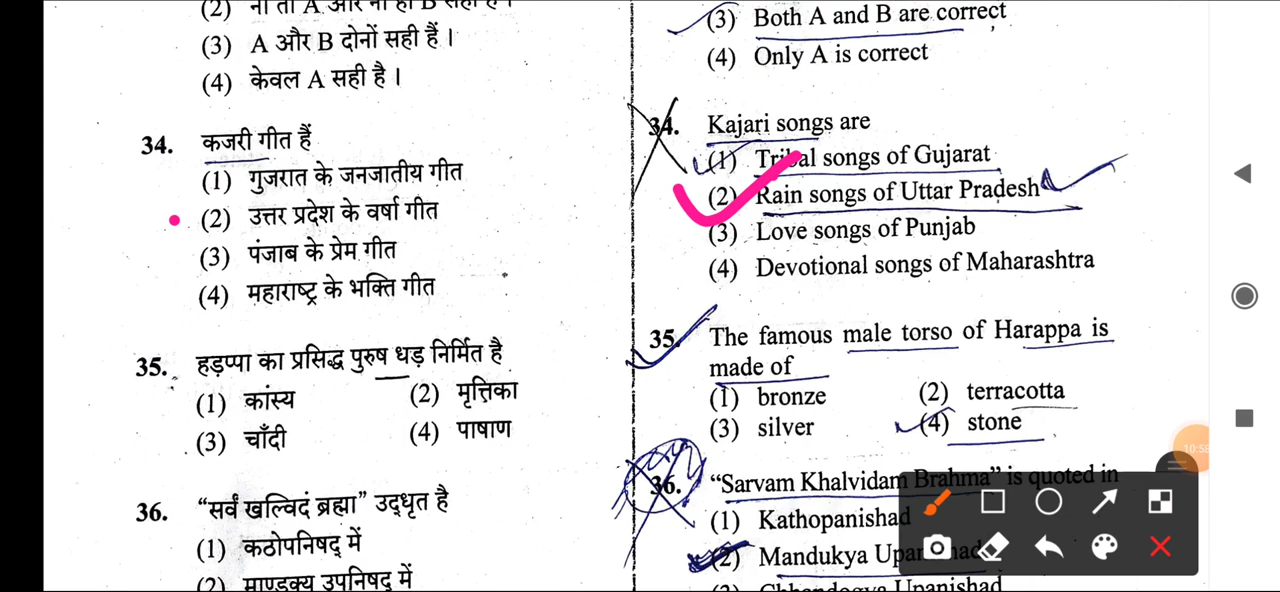 (3) A और B दोनों सही हैं ।
(4) केवल A सही है ।
34. कजरी गीत हैं
(1) गुजरात के जनजातीय गीत
(2) उत्तर प्रदेश के वर्षा गीत
(3) पंजाब के प्रेम गीत
(4) महाराष्ट्र के भक्ति गीत
35. हड़प्पा का प्रसिद्ध पुरुष धड़ निर्मित है
(1) कांस्य (2) मृत्तिका
(3) चाँदी (4) पाषाण
36. “सर्वं खल्विदं ब्रह्मा” उद्धृत है
(1) कठोपनिषद् में
(2) माण्डूक्य उपनिषद् में
(3) Both A and B are correct
(4) Only A is correct
34. Kajari songs are
(1) Tribal songs of Gujarat
(2) Rain songs of Uttar Pradesh
(3) Love songs of Punjab
(4) Devotional songs of Maharashtra
35. The famous male torso of Harappa is
made of
(1) bronze (2) terracotta
(3) silver (4) stone
36. “Sarvam Khalvidam Brahma” is quoted in
(1) Kathopanishad
(2) Mandukya Upanishad
Chhandogya Upanishad